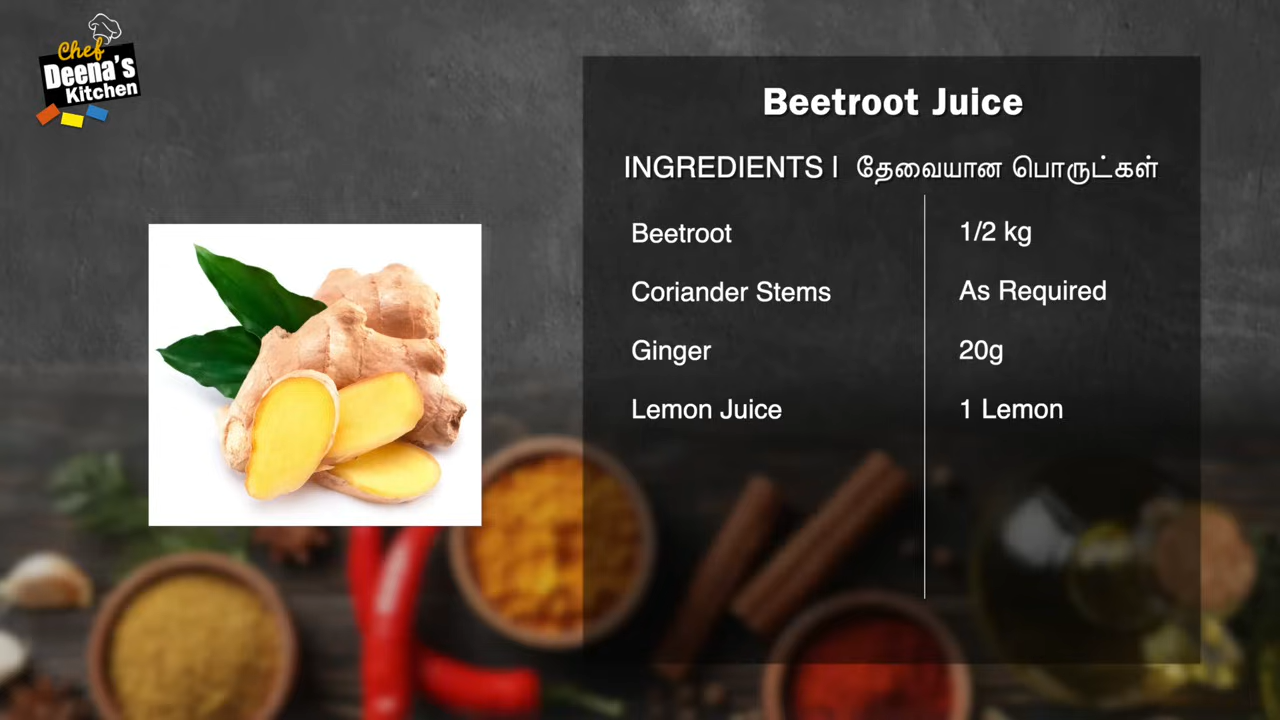 Chef
Deena's
Kitchen
Beetroot Juice
INGREDIENTS I தேவையான பொருட்கள்
Beetroot 1/2 kg
Coriander Stems As Required
Ginger 20g
Lemon Juice 1 Lemon